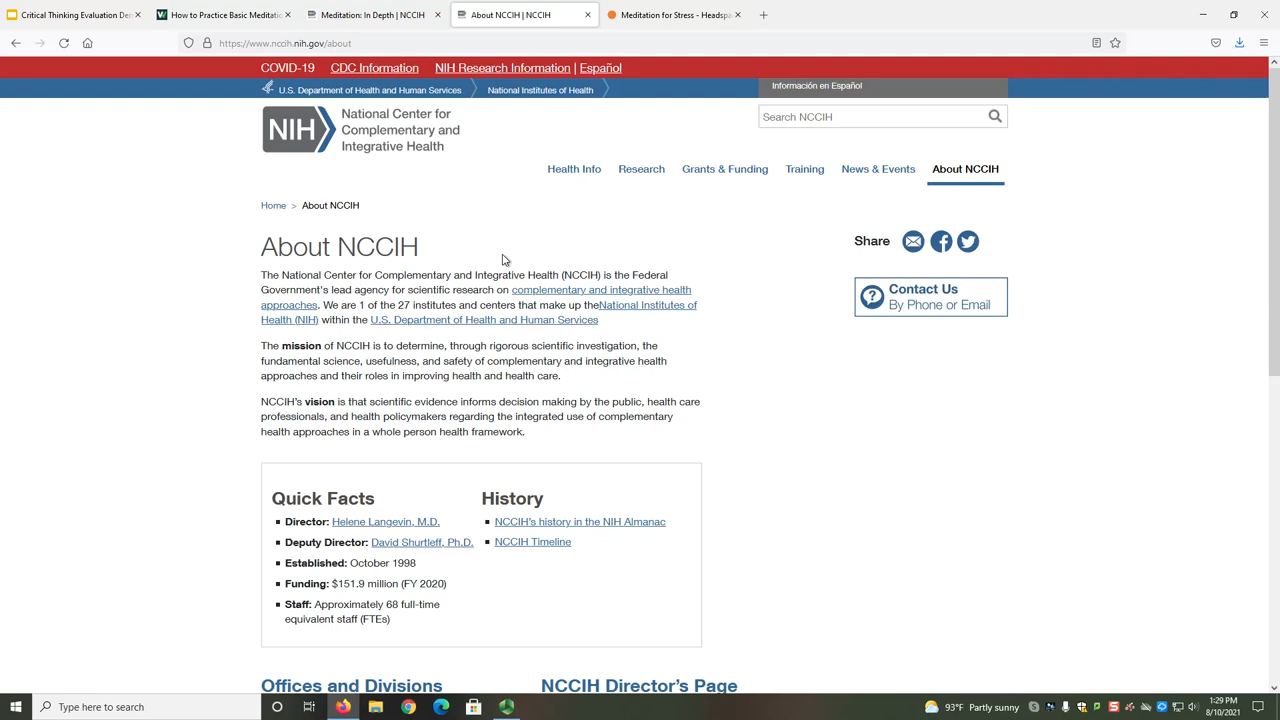 Critical Thinking Evaluation De
How to Practice Basic Meditati
Meditation: In Depth | NCCIH
About NCCIH | NCCIH
Meditation for Stress - Headspa
https://www.nccih.nih.gov/about
COVID-19 CDC Information NIH Research Information | Español
U.S. Department of Health and Human Services National Institutes of Health Información en Español
NIH National Center for
Complementary and
Integrative Health
Search NCCIH
Health Info Research Grants & Funding Training News & Events About NCCIH
Home > About NCCIH
About NCCIH
Share
The National Center for Complementary and Integrative Health (NCCIH) is the Federal
Government's lead agency for scientific research on complementary and integrative health
approaches. We are 1 of the 27 institutes and centers that make up theNational Institutes of
Health (NIH) within the U.S. Department of Health and Human Services
Contact Us
By Phone or Email
The mission of NCCIH is to determine, through rigorous scientific investigation, the
fundamental science, usefulness, and safety of complementary and integrative health
approaches and their roles in improving health and health care.
NCCIH's vision is that scientific evidence informs decision making by the public, health care
professionals, and health policymakers regarding the integrated use of complementary
health approaches in a whole person health framework.
Quick Facts
Director: Helene Langevin, M.D.
Deputy Director: David Shurtleff, Ph.D.
Established: October 1998
Funding: $151.9 million (FY 2020)
Staff: Approximately 68 full-time
equivalent staff (FTEs)
History
NCCIH's history in the NIH Almanac
NCCIH Timeline
Offices and Divisions
NCCIH Director's Page
Type here to search
93°F Partly sunny
1:29 PM
8/10/2021